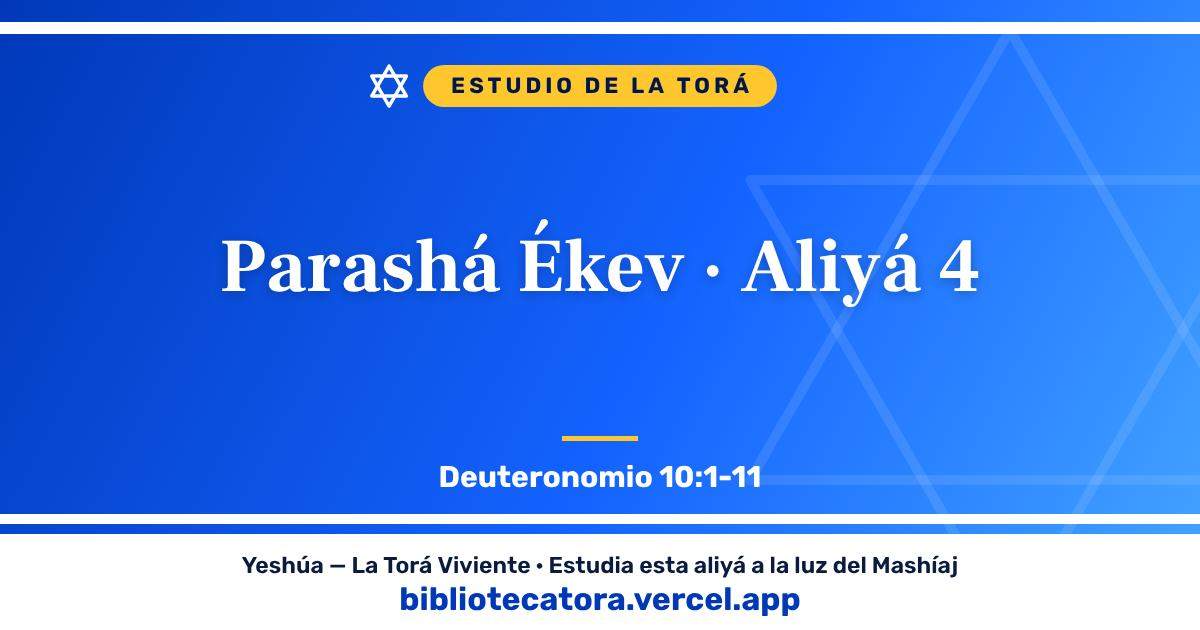 ESTUDIO DE LA TORÁ
Parashá Ékev · Aliyá 4
Deuteronomio 10:1-11
Yeshúa — La Torá Viviente • Estudia esta aliyá a la luz del Mashíaj
bibliotecatora.vercel.app